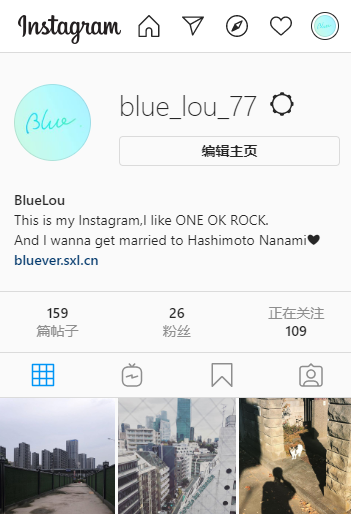 Instagram
Blue.
blue_lou_77
编辑主页
BlueLou
This is my Instagram,I like ONE OK ROCK.
And I wanna get married to Hashimoto Nanami🖤
bluever.sxl.cn
159 26 正在关注
篇帖子 粉丝 109